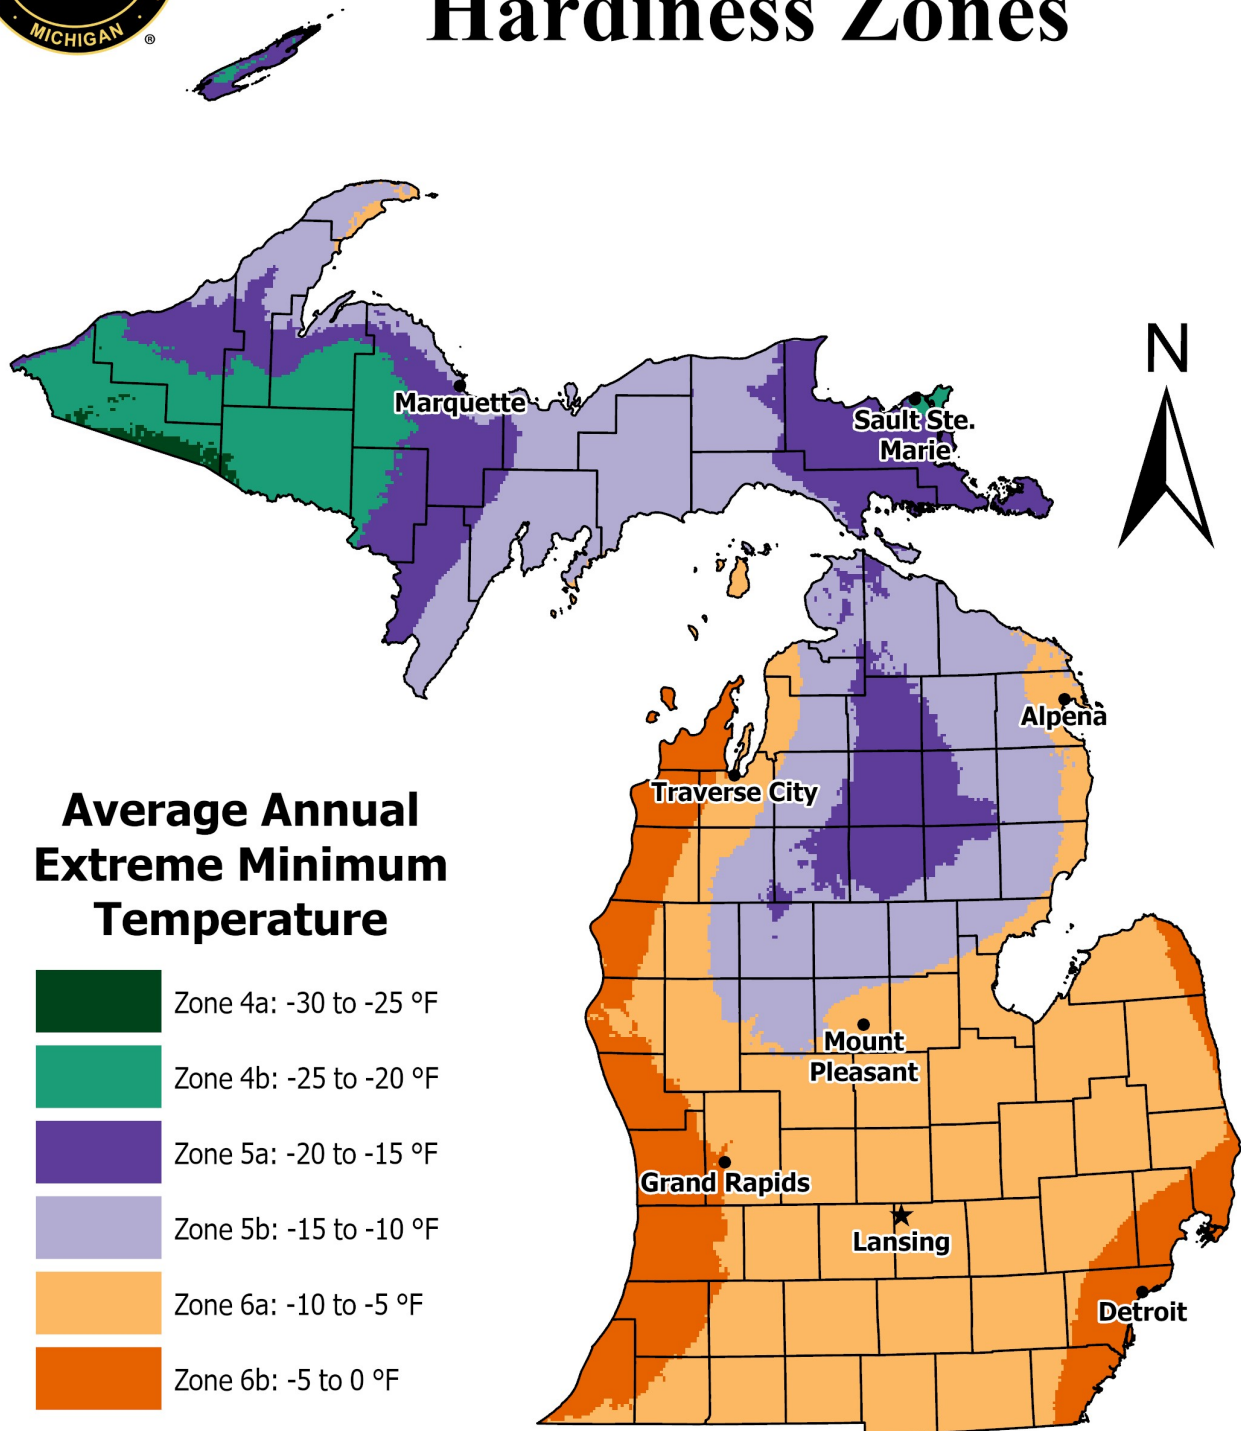 Hardiness Zones
MICHIGAN
®
N
Marquette
Sault Ste.
Marie
Alpena
Traverse City
Average Annual
Extreme Minimum
Temperature
Zone 4a: -30 to -25 °F
Zone 4b: -25 to -20 °F
Zone 5a: -20 to -15 °F
Zone 5b: -15 to -10 °F
Zone 6a: -10 to -5 °F
Zone 6b: -5 to 0 °F
Mount
Pleasant
Grand Rapids
Lansing
Detroit